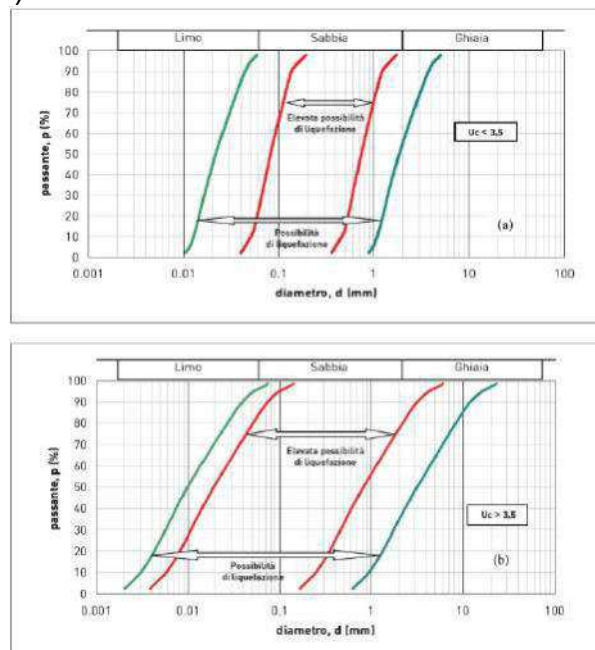 Limo Sabbia Ghiaia
100
90
80
70
60
50
40
30
20
10
0
passante, p (%)
Elevata possibilità
di liquefazione
Uc < 3,5
Possibilità
di liquefazione
(a)
0.001 0.01 0.1 1 10 100
diametro, d (mm)
Limo Sabbia Ghiaia
100
90
80
70
60
50
40
30
20
10
0
passante, p (%)
Elevata possibilità
di liquefazione
Uc > 3,5
Possibilità
di liquefazione
(b)
0.001 0.01 0.1 1 10 100
diametro, d (mm)